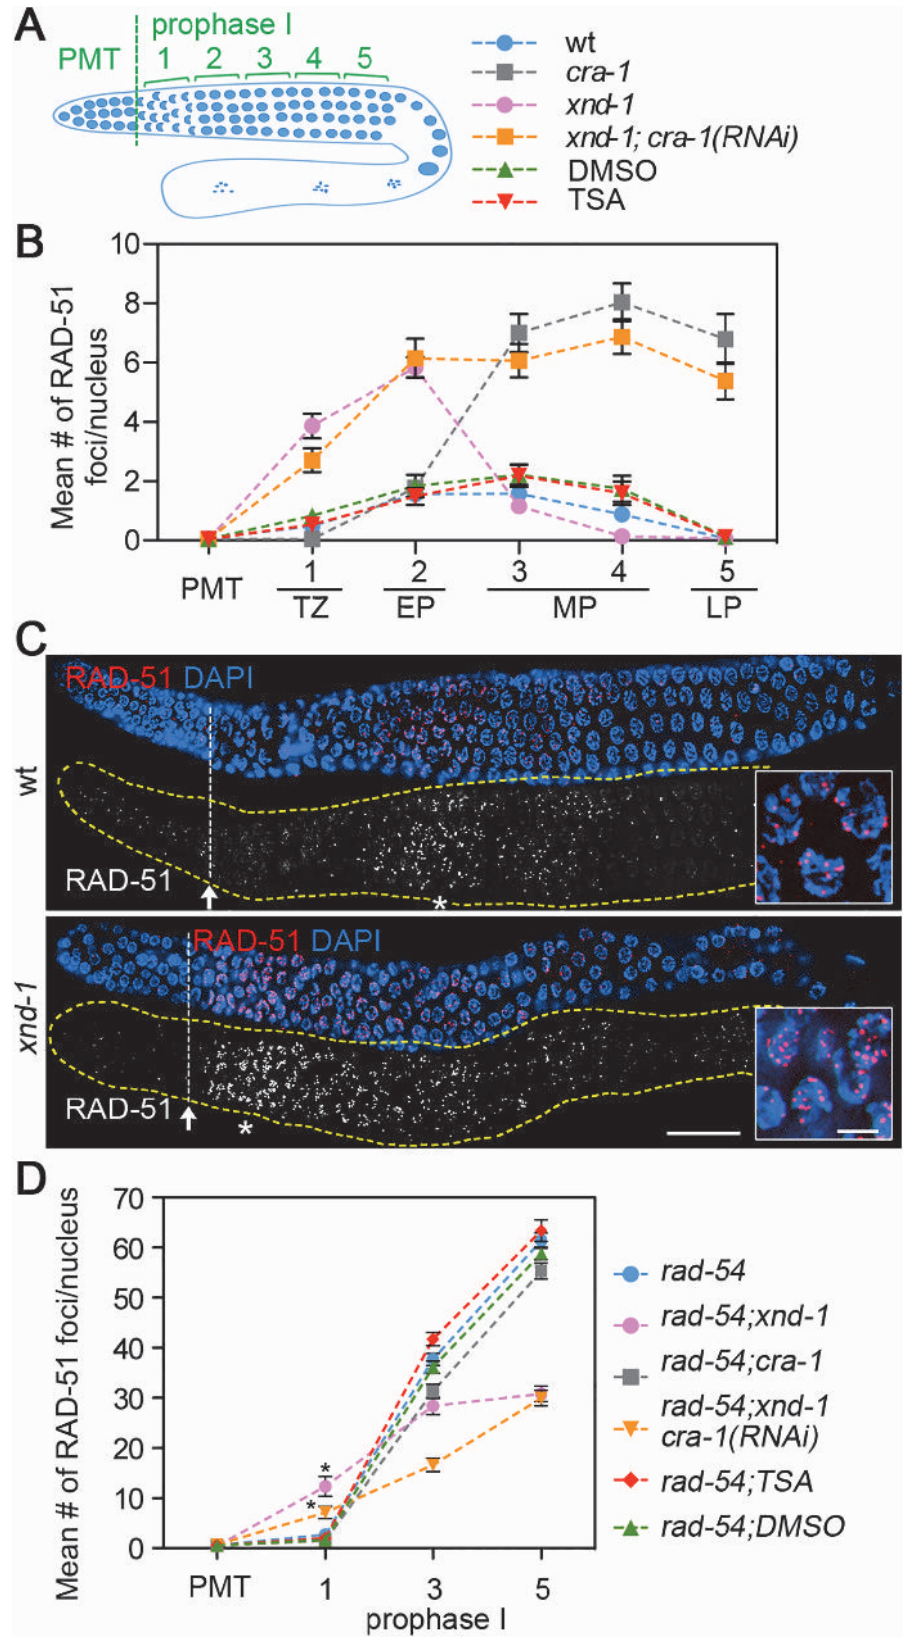 A
prophase I
PMT 1 2 3 4 5
wt
cra-1
xnd-1
xnd-1; cra-1(RNAi)
DMSO
TSA
B
Mean # of RAD-51
foci/nucleus
10
8
6
4
2
0
PMT 1 2 3 4 5
TZ EP MP LP
C
wt
RAD-51 DAPI
RAD-51
*
xnd-1
RAD-51 DAPI
RAD-51
*
D
Mean # of RAD-51 foci/nucleus
70
60
50
40
30
20
10
0
*
*
PMT 1 3 5
prophase I
rad-54
rad-54;xnd-1
rad-54;cra-1
rad-54;xnd-1
cra-1(RNAi)
rad-54;TSA
rad-54;DMSO